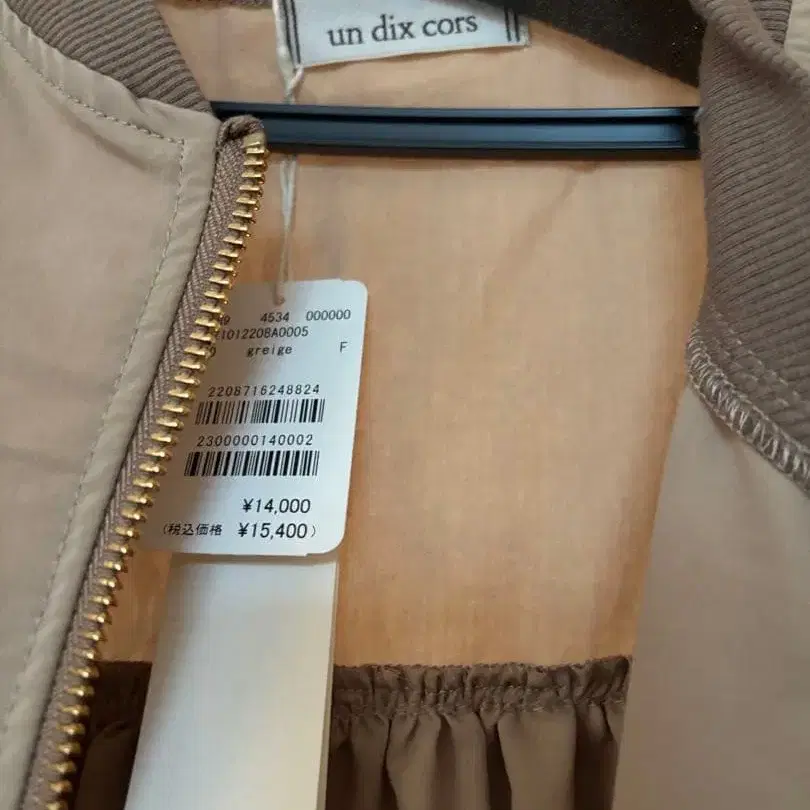 un dix cors
4534 000000
1012208A0005
greige F
2208716248824
2300000140002
¥14,000
(税込価格 ¥15,400)